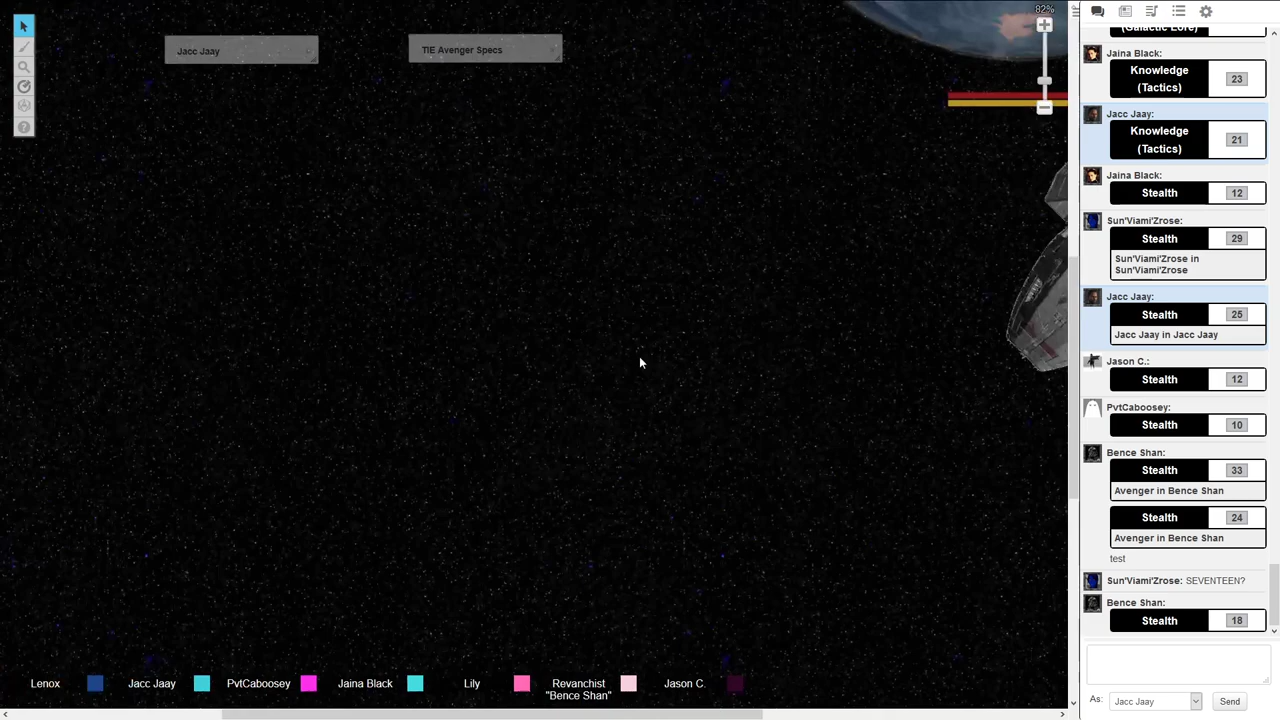 82%
Jacc Jaay
TIE Avenger Specs
(Galactic Lore)
Jaina Black:
Knowledge
(Tactics)
23
Jacc Jaay:
Knowledge
(Tactics)
21
Jaina Black:
Stealth
12
Sun'Viami'Zrose:
Stealth
29
Sun'Viami'Zrose in
Sun'Viami'Zrose
Jacc Jaay:
Stealth
25
Jacc Jaay in Jacc Jaay
Jason C.:
Stealth
12
PvtCaboosey:
Stealth
10
Bence Shan:
Stealth
33
Avenger in Bence Shan
Stealth
24
Avenger in Bence Shan
test
Sun'Viami'Zrose: SEVENTEEN?
Bence Shan:
Stealth
18
Lenox
Jacc Jaay
PvtCaboosey
Jaina Black
Lily
Revanchist
"Bence Shan"
Jason C.
As:
Jacc Jaay
Send